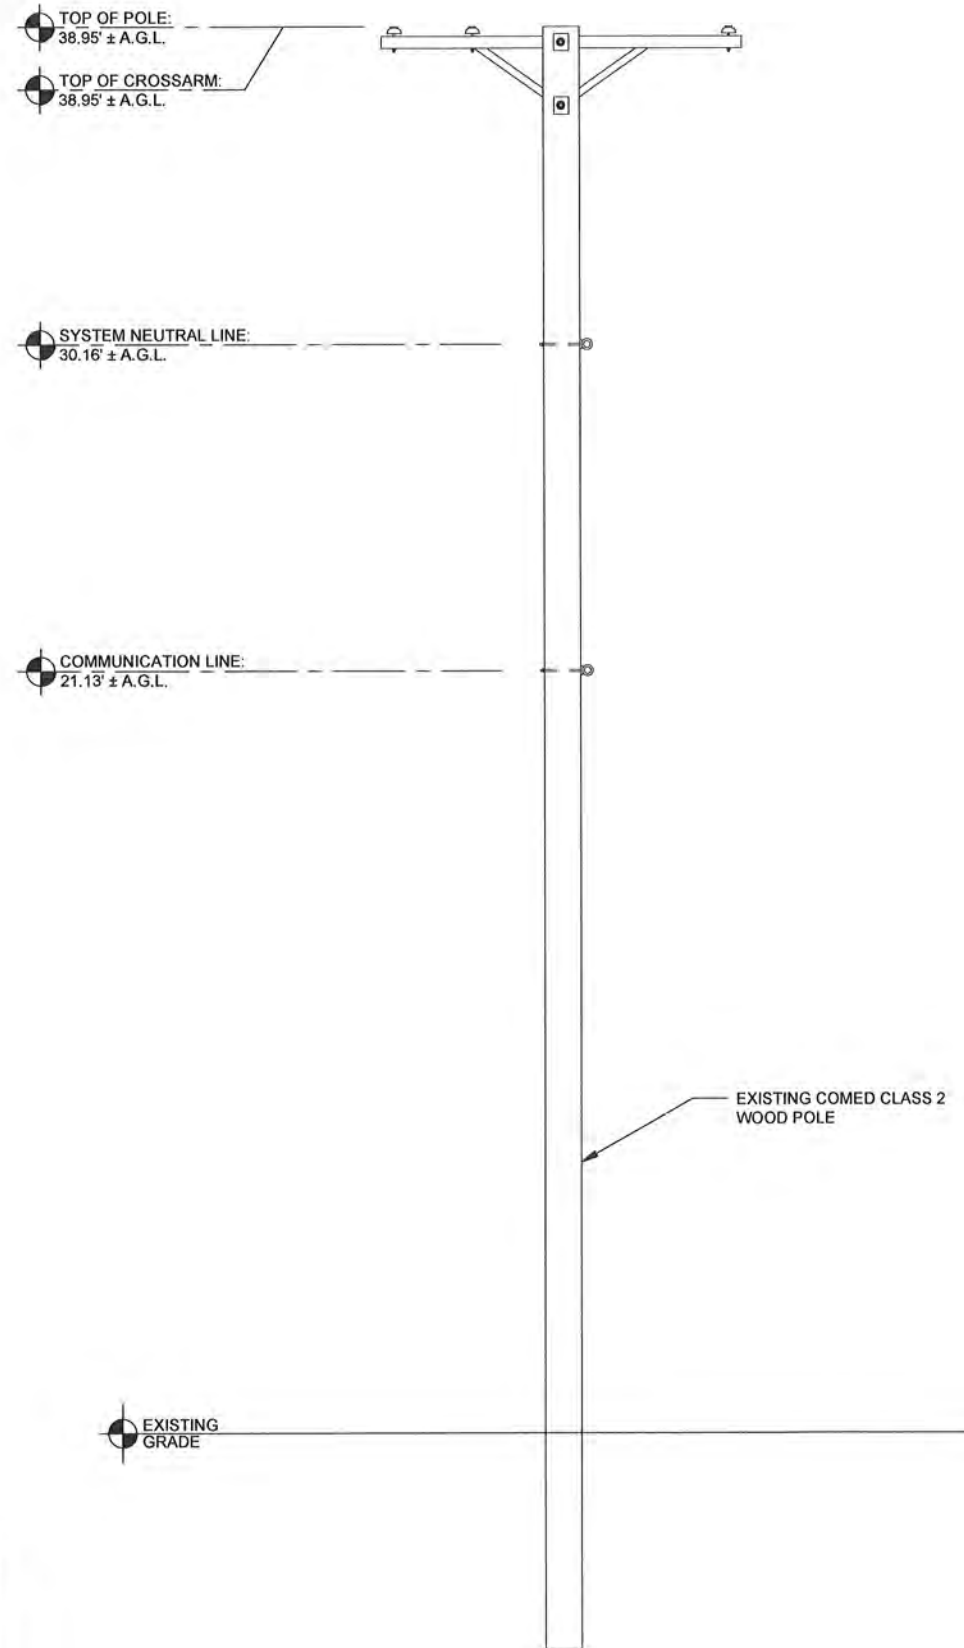 TOP OF POLE:
38.95' ± A.G.L.
TOP OF CROSSARM:
38.95' ± A.G.L.
SYSTEM NEUTRAL LINE:
30.16' ± A.G.L.
COMMUNICATION LINE:
21.13' ± A.G.L.
EXISTING COMED CLASS 2
WOOD POLE
EXISTING
GRADE